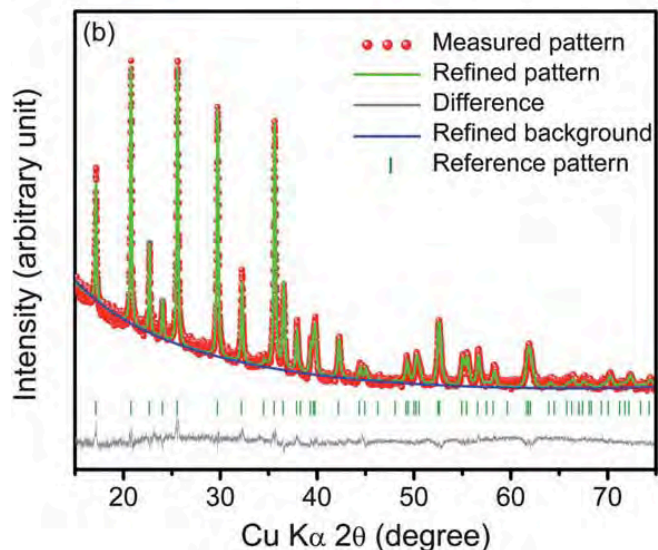 (b)
Measured pattern
Refined pattern
Difference
Refined background
Reference pattern
Intensity (arbitrary unit)
20 30 40 50 60 70
Cu Kα 2θ (degree)